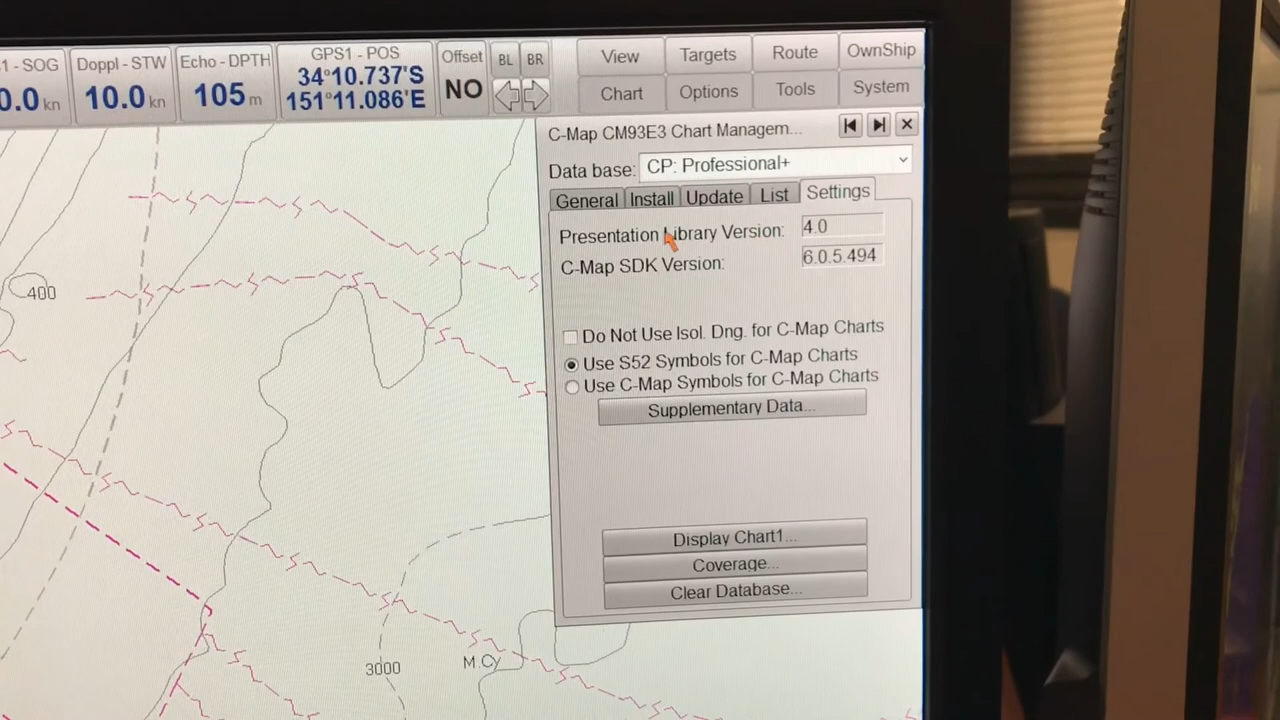 1 - SOG
0.0 kn
Doppl - STW
10.0 kn
Echo - DPTH
105 m
GPS1 - POS
34°10.737'S
151°11.086'E
Offset
NO
BL
BR
View
Targets
Route
OwnShip
Chart
Options
Tools
System
C-Map CM93E3 Chart Managem...
Data base: CP: Professional+
General Install Update List Settings
Presentation Library Version: 4.0
C-Map SDK Version: 6.0.5.494
Do Not Use Isol. Dng. for C-Map Charts
Use S52 Symbols for C-Map Charts
Use C-Map Symbols for C-Map Charts
Supplementary Data...
Display Chart1...
Coverage...
Clear Database...
400
3000
M.Cy